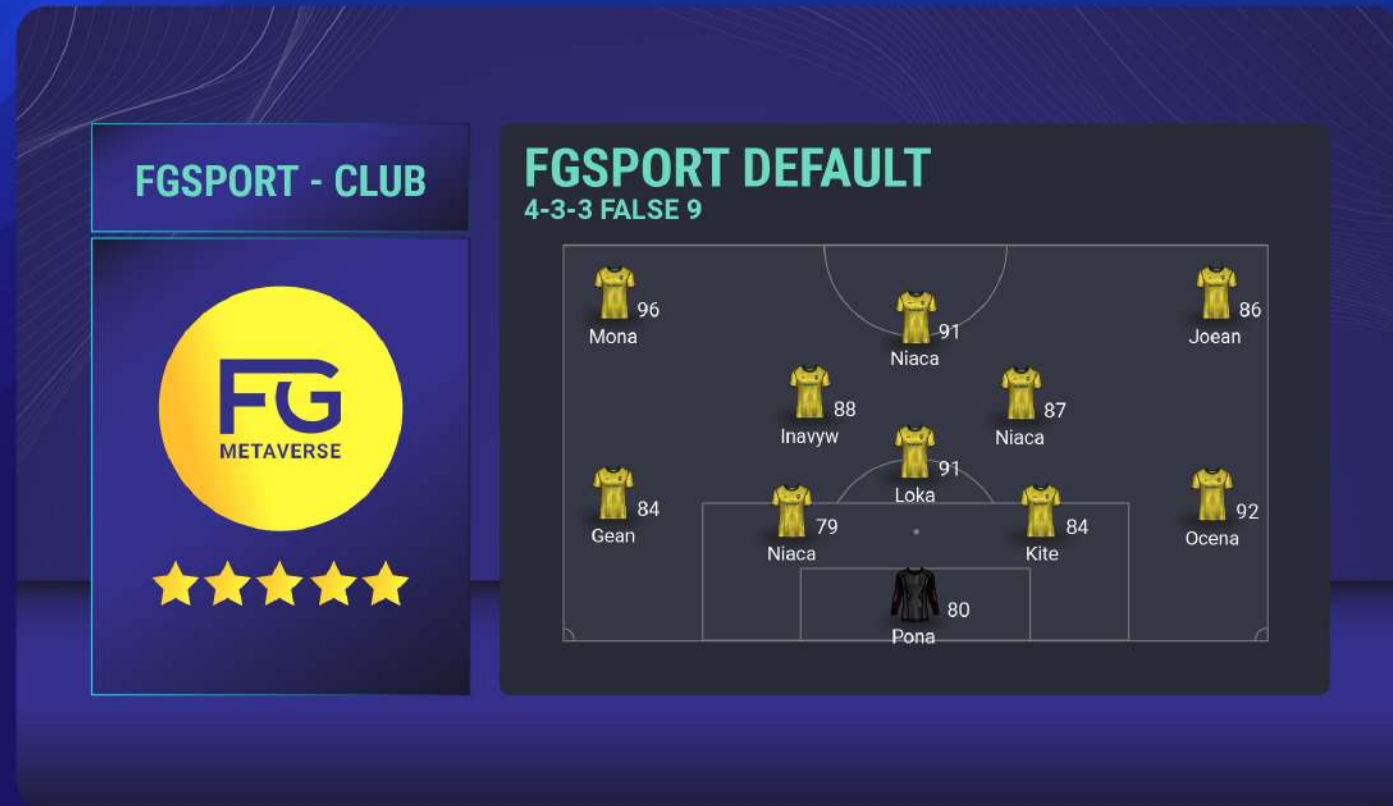 FGSPORT - CLUB
FG
METAVERSE
FGSPORT DEFAULT
4-3-3 FALSE 9
96
Mona
91
Niaca
86
Joean
88
Inavyw
87
Niaca
91
Loka
84
Gean
79
Niaca
84
Kite
92
Ocena
80
Pona